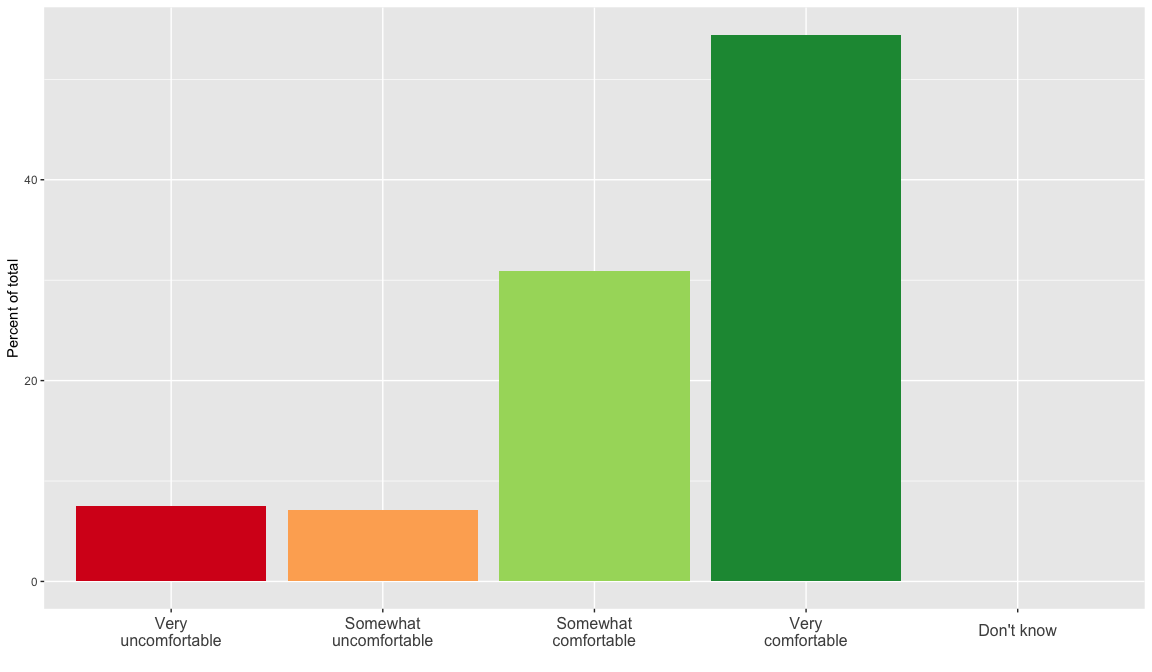 Percent of total
40
20
0
Very
uncomfortable
Somewhat
uncomfortable
Somewhat
comfortable
Very
comfortable
Don't know